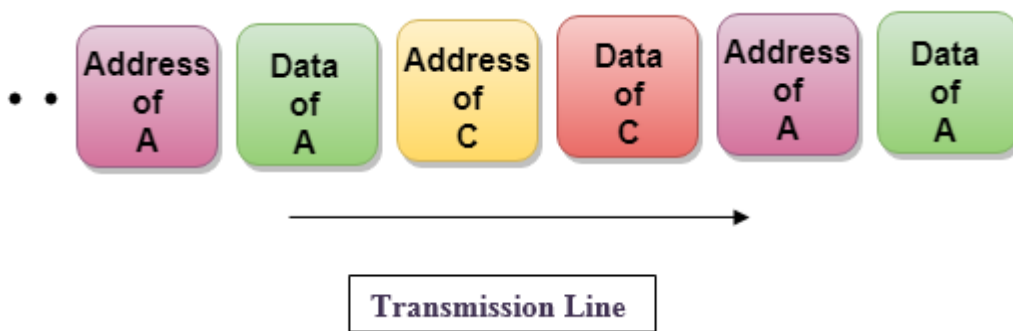 Address of A
Data of A
Address of C
Data of C
Address of A
Data of A
Transmission Line